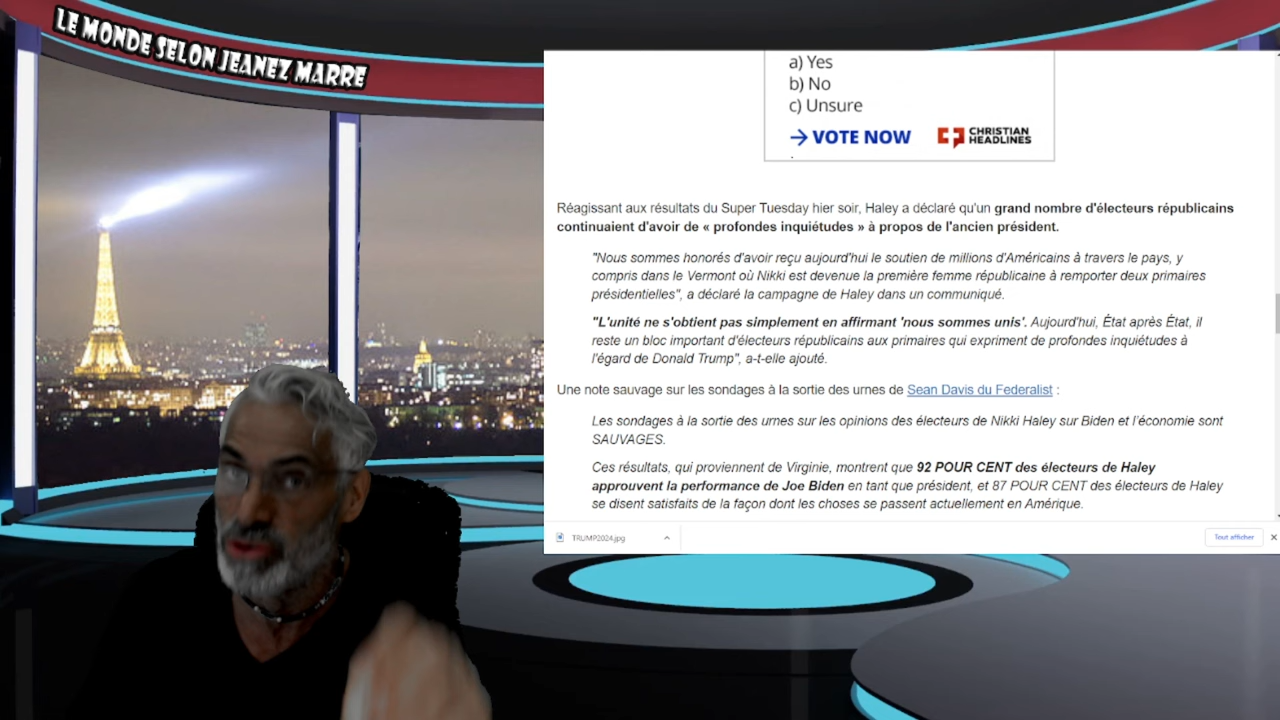 LE MONDE SELON JEANEZ MARRE
a) Yes
b) No
c) Unsure
→ VOTE NOW
CHRISTIAN
HEADLINES
Réagissant aux résultats du Super Tuesday hier soir, Haley a déclaré qu'un grand nombre d'électeurs républicains
continuaient d'avoir de « profondes inquiétudes » à propos de l'ancien président.
"Nous sommes honorés d'avoir reçu aujourd'hui le soutien de millions d'Américains à travers le pays, y
compris dans le Vermont où Nikki est devenue la première femme républicaine à remporter deux primaires
présidentielles", a déclaré la campagne de Haley dans un communiqué.
"L'unité ne s'obtient pas simplement en affirmant 'nous sommes unis'. Aujourd'hui, État après État, il
reste un bloc important d'électeurs républicains aux primaires qui expriment de profondes inquiétudes à
l'égard de Donald Trump", a-t-elle ajouté.
Une note sauvage sur les sondages à la sortie des urnes de Sean Davis du Federalist :
Les sondages à la sortie des urnes sur les opinions des électeurs de Nikki Haley sur Biden et l'économie sont
SAUVAGES.
Ces résultats, qui proviennent de Virginie, montrent que 92 POUR CENT des électeurs de Haley
approuvent la performance de Joe Biden en tant que président, et 87 POUR CENT des électeurs de Haley
se disent satisfaits de la façon dont les choses se passent actuellement en Amérique.
TRUMP2024.jpg
Tout afficher